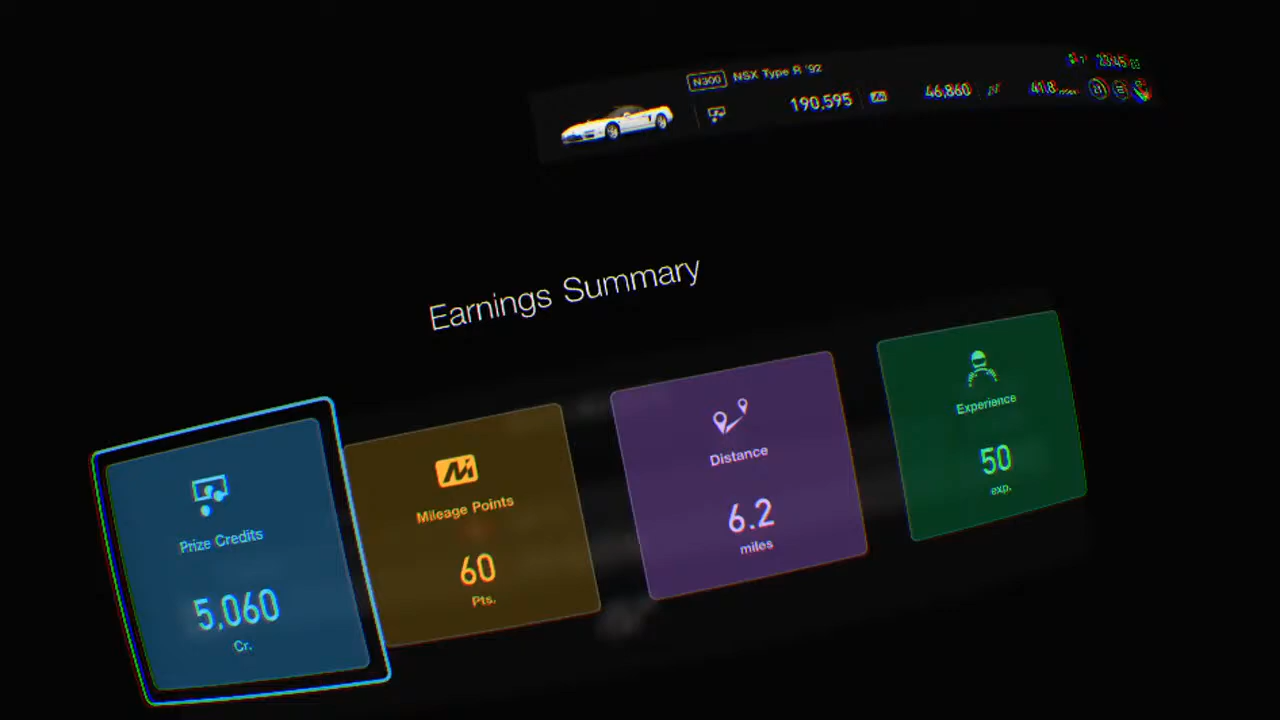 N300 NSX Type R '92
190,595 46,860
Earnings Summary
Prize Credits
5,060
Cr.
Mileage Points
60
Pts.
Distance
6.2
miles
Experience
50
exp.